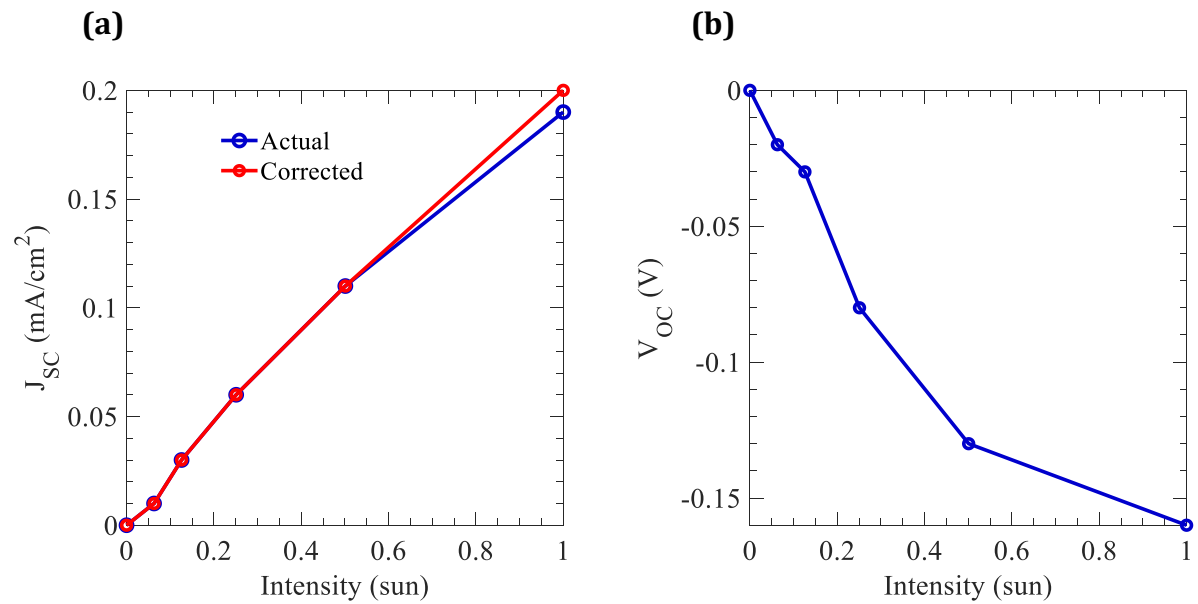 (a)
0.2
0.15
0.1
0.05
0
J_SC (mA/cm^2)
Actual
Corrected
0 0.2 0.4 0.6 0.8 1
Intensity (sun)
(b)
0
-0.05
-0.1
-0.15
V_OC (V)
0 0.2 0.4 0.6 0.8 1
Intensity (sun)